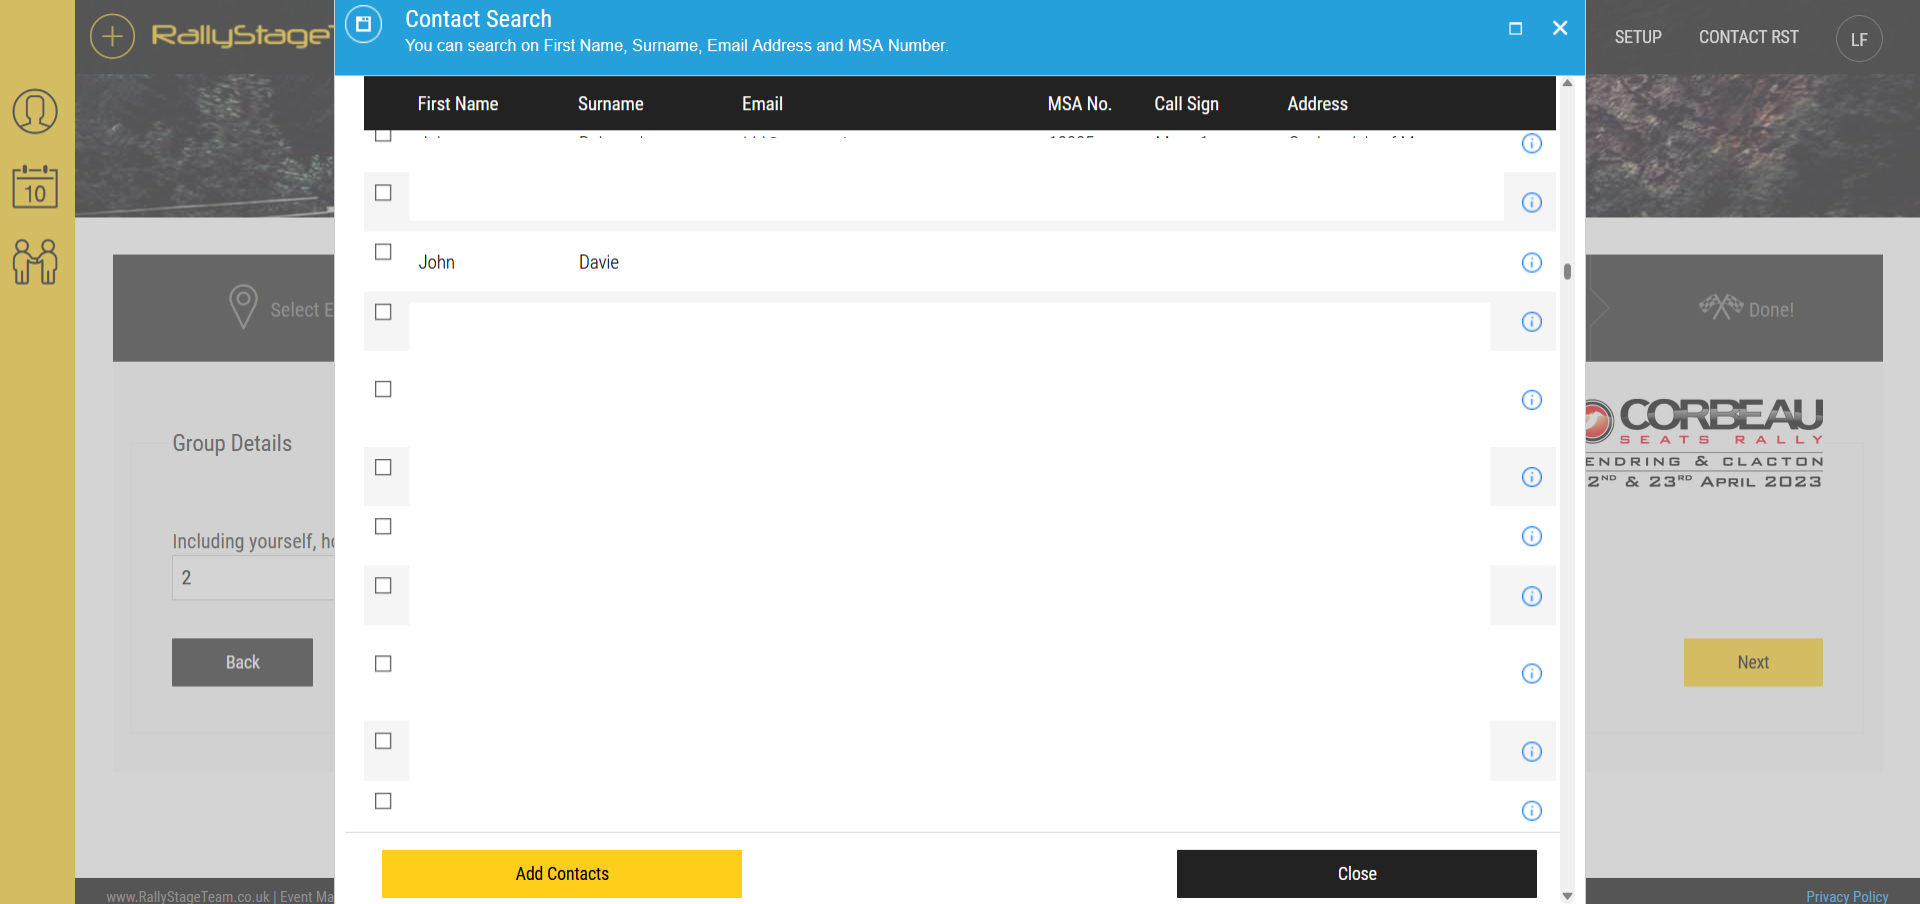 RallyStage
Contact Search
You can search on First Name, Surname, Email Address and MSA Number.
SETUP
CONTACT RST
LF
10
First Name Surname Email MSA No. Call Sign Address
John Davie
Select E
Done!
CORBEAU
SEATS RALLY
ENDRING & CLACTON
2ND & 23RD APRIL 2023
Group Details
Including yourself, h
2
Back
Next
Add Contacts
Close
www.RallyStageTeam.co.uk | Event Ma
Privacy Policy